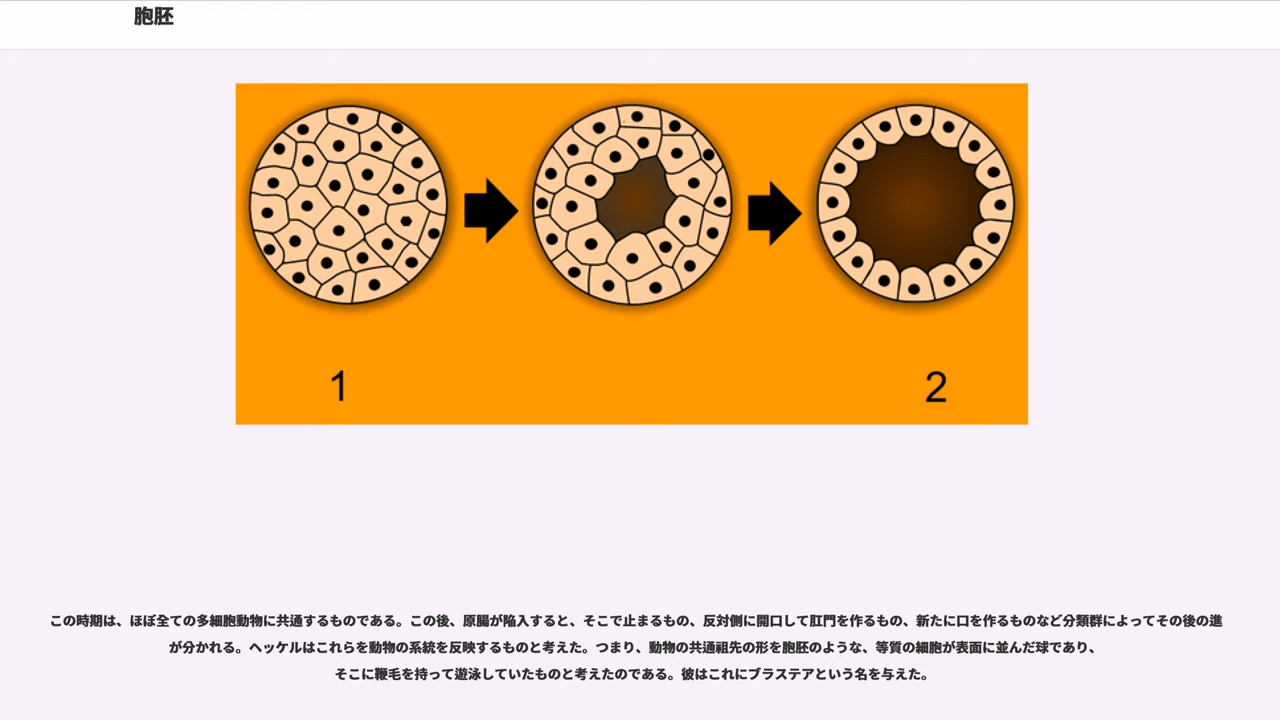 胞胚
1
2
この時期は、ほぼ全ての多細胞動物に共通するものである。この後、原腸が陥入すると、そこで止まるもの、反対側に開口して肛門を作るもの、新たに口を作るものなど分類群によってその後の進
が分かれる。ヘッケルはこれらを動物の系統を反映するものと考えた。つまり、動物の共通祖先の形を胞胚のような、等質の細胞が表面に並んだ球であり、
そこに鞭毛を持って遊泳していたものと考えたのである。彼はこれにブラステアという名を与えた。